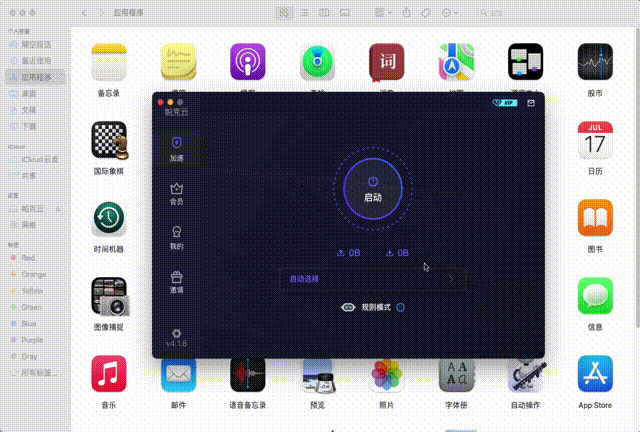 应用程序
个人收藏
隔空投送
最近使用
应用程序
桌面
文稿
下载
iCloud
iCloud 云盘
共享
位置
帕克云
网络
标签
Red
Orange
Yellow
Green
Blue
Purple
Gray
所有标签...
词
备忘录
股市
国际象棋
JUL
17
日历
时间机器
图书
图像捕捉
信息
音乐
邮件
语音备忘录
预览
照片
字体册
自动操作
App Store
帕克云
VIP
加速
会员
我的
邀请
v4.1.8
启动
0B
0B
自动选择
规则模式